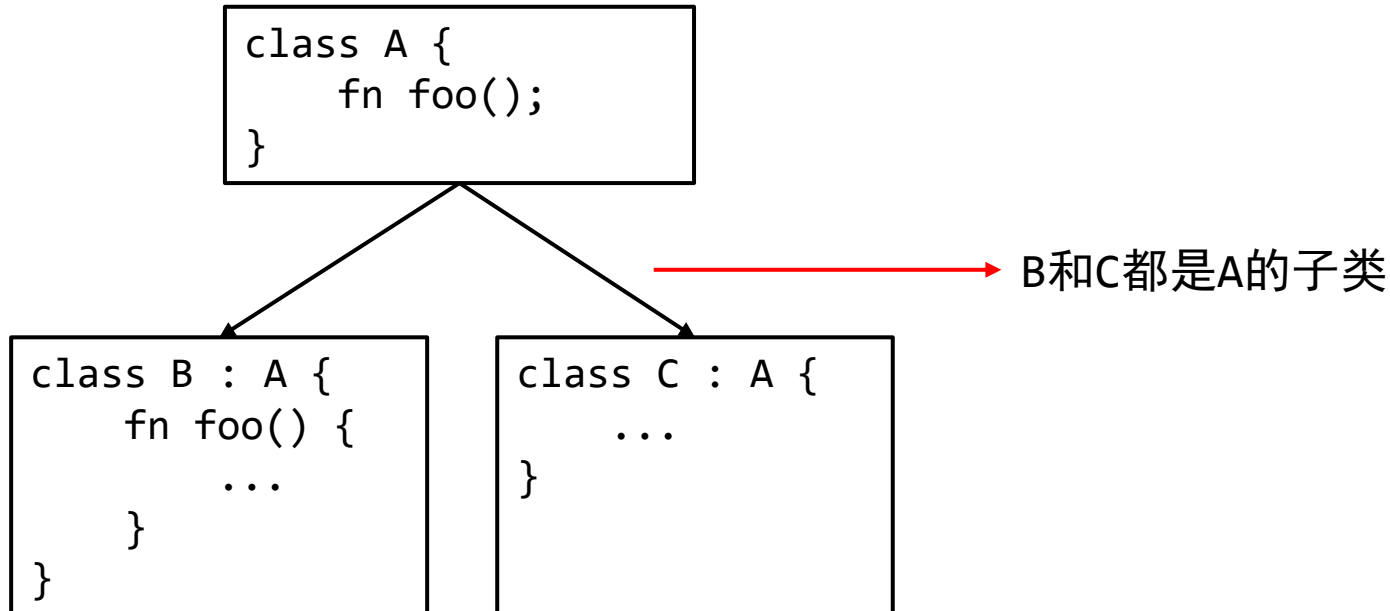 class A {
    fn foo();
}
B和C都是A的子类
class B : A {
    fn foo() {
        ...
    }
}
class C : A {
    ...
}